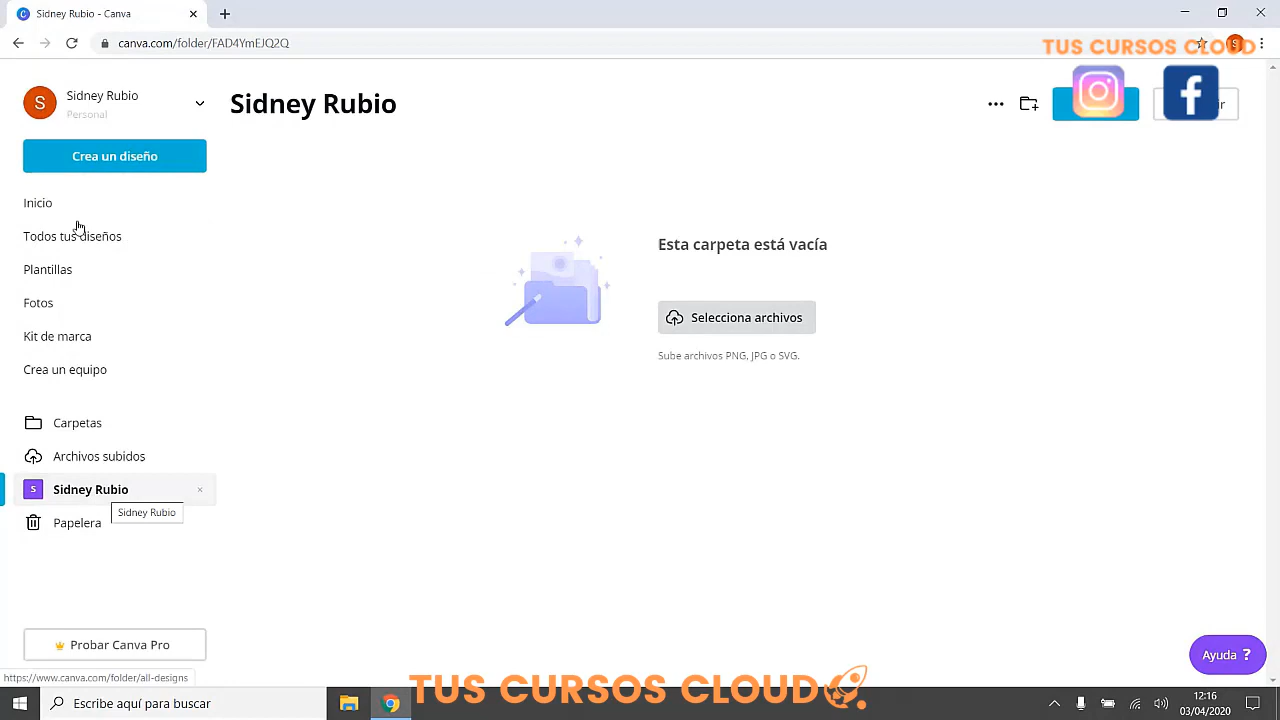 Sidney Rubio - Canva
canva.com/folder/FAD4YmEJQ2Q
TUS CURSOS CLOUD
S
Sidney Rubio
Personal
Sidney Rubio
Crea un diseño
Inicio
Todos tus diseños
Plantillas
Fotos
Kit de marca
Crea un equipo
Carpetas
Archivos subidos
S
Sidney Rubio
Sidney Rubio
Papelera
Esta carpeta está vacía
Selecciona archivos
Sube archivos PNG, JPG o SVG.
Probar Canva Pro
Ayuda ?
https://www.canva.com/folder/all-designs
TUS CURSOS CLOUD
Escribe aquí para buscar
12:16
03/04/2020